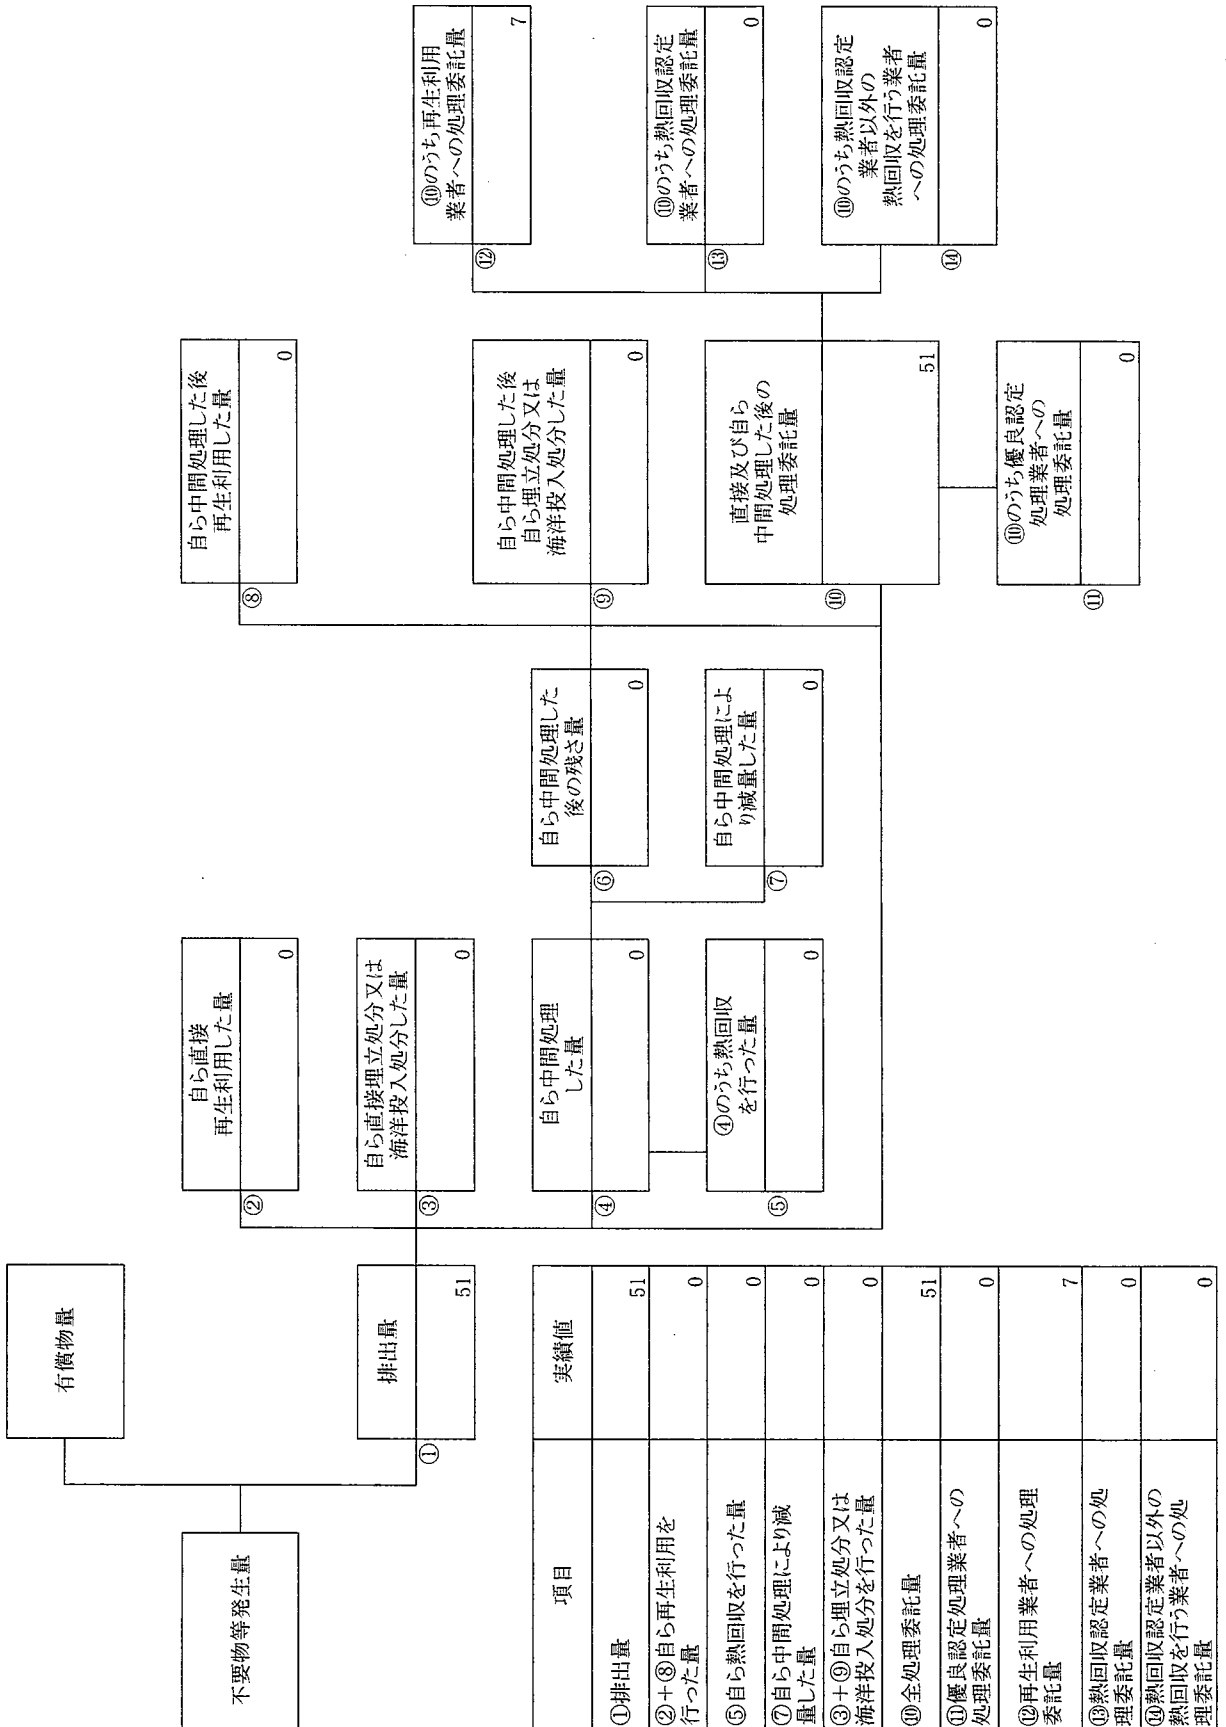 不要物等発生量
有償物量
①
排出量
51
②
自ら直接
再生利用した量
0
③
自ら直接埋立処分又は
海洋投入処分した量
0
④
自ら中間処理
した量
0
⑤
④のうち熱回収
を行った量
0
⑥
自ら中間処理した
後の残さ量
0
⑦
自ら中間処理によ
り減量した量
0
⑧
自ら中間処理した後
再生利用した量
0
⑨
自ら中間処理した後
自ら埋立処分又は
海洋投入処分した量
0
⑩
直接及び自ら
中間処理した後の
処理委託量
51
⑪
⑩のうち優良認定
処理業者への
処理委託量
0
⑫
⑩のうち再生利用
業者への処理委託量
7
⑬
⑩のうち熱回収認定
業者への処理委託量
0
⑭
⑩のうち熱回収認定
業者以外の
熱回収を行う業者
への処理委託量
0
項目 実績値
①排出量 51
②+⑧自ら再生利用を
行った量 0
⑤自ら熱回収を行った量 0
⑦自ら中間処理により減
量した量 0
③+⑨自ら埋立処分又は
海洋投入処分を行った量 0
⑩全処理委託量 51
⑪優良認定処理業者への
処理委託量 0
⑫再生利用業者への処理
委託量 7
⑬熱回収認定業者への処
理委託量 0
⑭熱回収認定業者以外の
熱回収を行う業者への処
理委託量 0